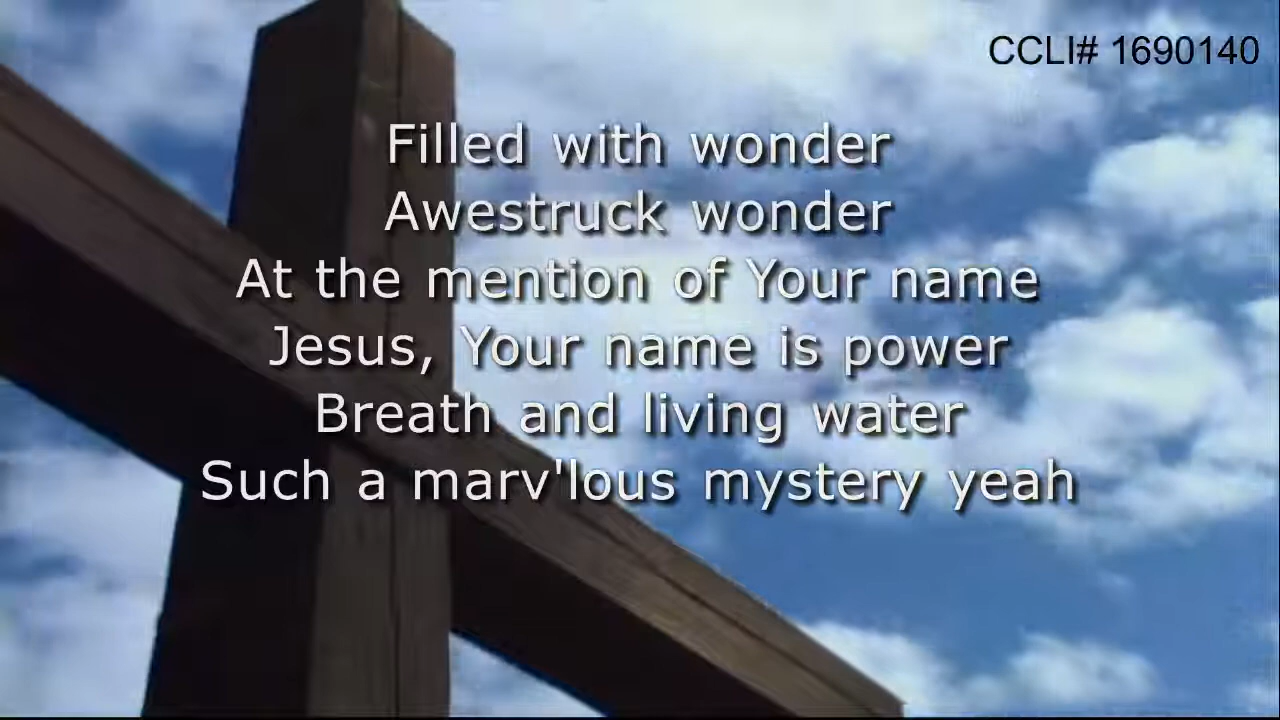 CCLI# 1690140
Filled with wonder
Awestruck wonder
At the mention of Your name
Jesus, Your name is power
Breath and living water
Such a marv'lous mystery yeah